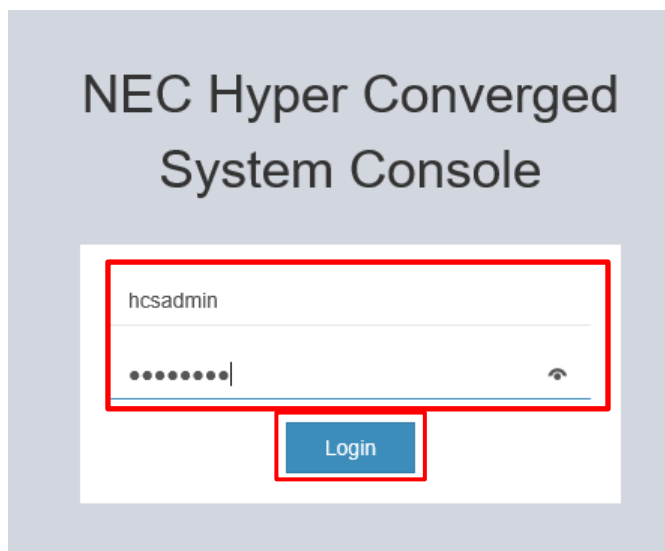 NEC Hyper Converged
System Console
hcsadmin
●●●●●●●●
Login